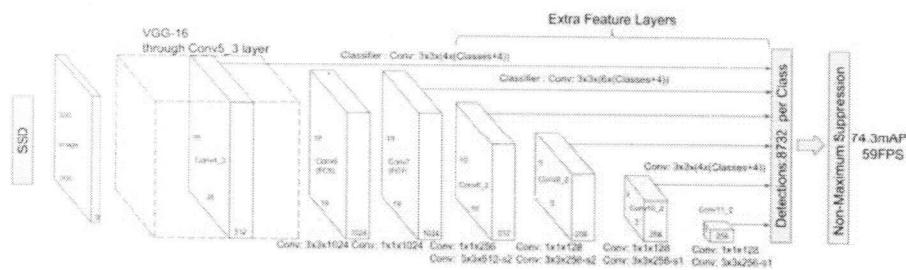 Extra Feature Layers
VGG-16
through Conv5_3 layer
Classifier : Conv: 3x3x(4x(Classes+4))
Classifier : Conv: 3x3x(6x(Classes+4))
SSD
300
Image
300
3
38
Conv4_3
38
512
19
Conv6
(FC6)
19
1024
19
Conv7
(FC7)
19
1024
10
Conv8_2
10
512
5
Conv9_2
5
256
Conv: 3x3x(4x(Classes+4))
3
Conv10_2
3
256
Conv11_2
256
Detections:8732 per Class
Non-Maximum Suppression
74.3mAP
59FPS
Conv: 3x3x1024
Conv: 1x1x1024
Conv: 1x1x256
Conv: 3x3x512-s2
Conv: 1x1x128
Conv: 3x3x256-s2
Conv: 1x1x128
Conv: 3x3x256-s1
Conv: 1x1x128
Conv: 3x3x256-s1